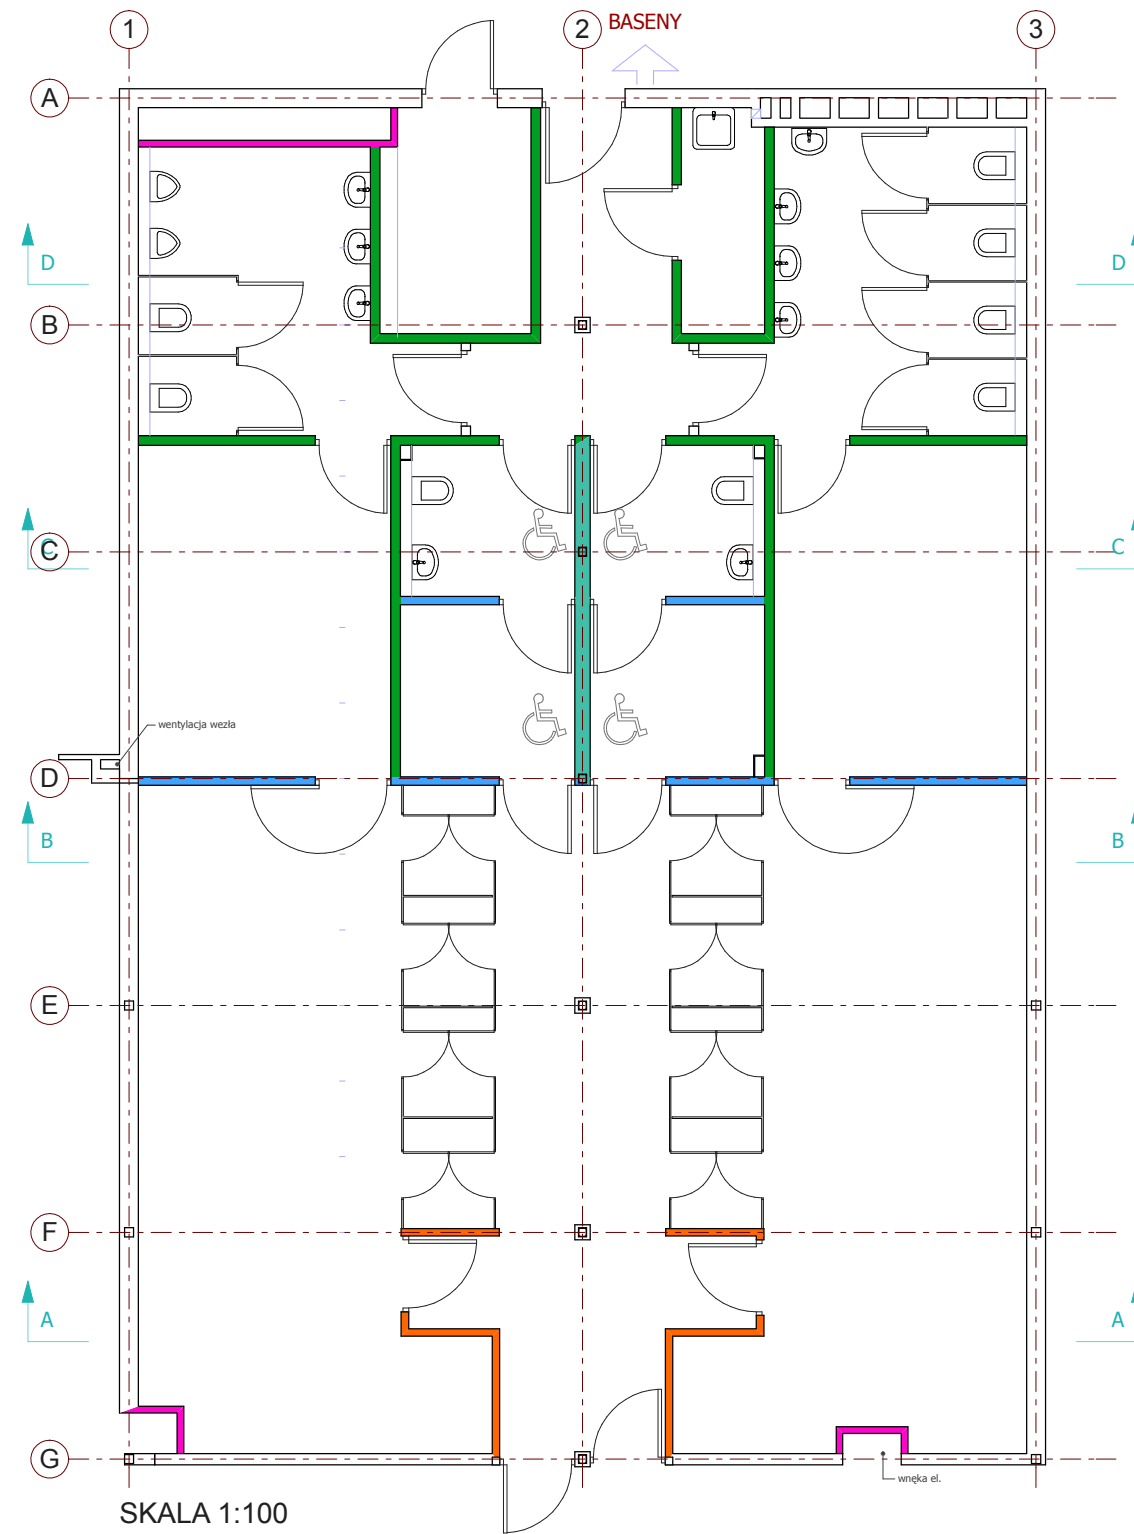 1 2 BASENY 3
A
D D
B
C C C
wentylacja wezła
D
B B
E
F
A A
G
wnęka el.
SKALA 1:100